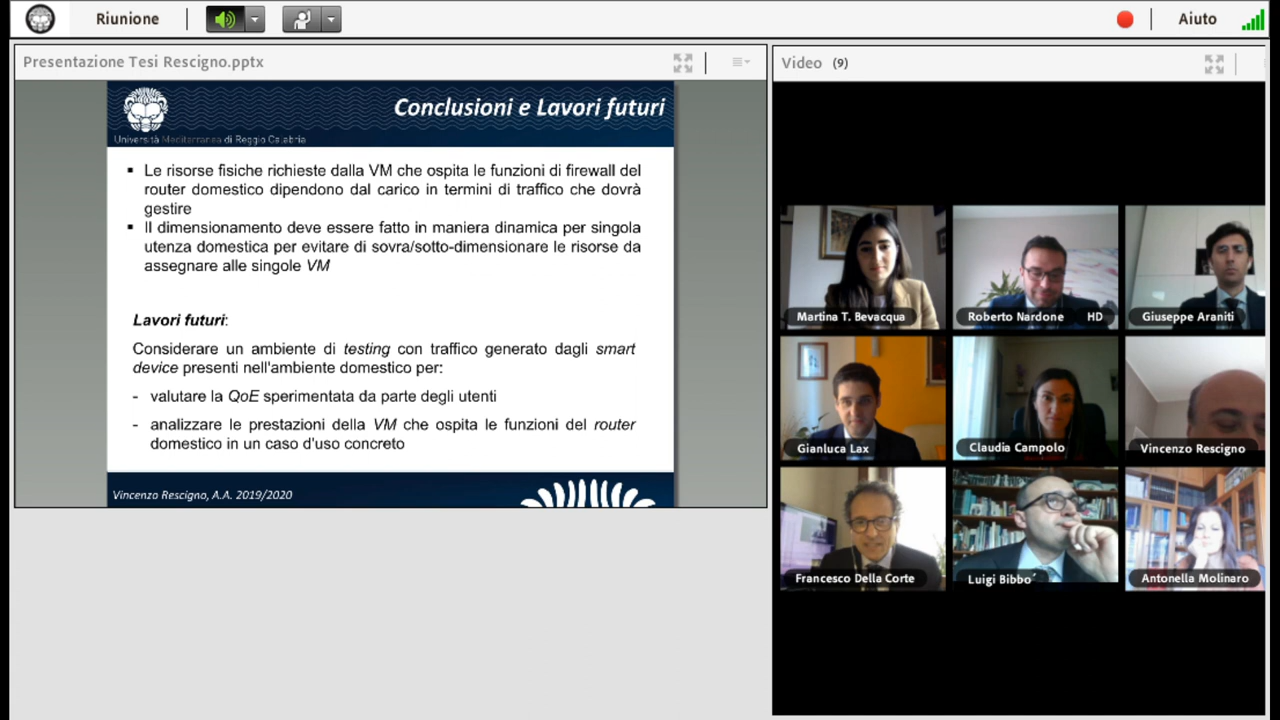 Riunione
Aiuto
Presentazione Tesi Rescigno.pptx
Video (9)
Conclusioni e Lavori futuri
Università Mediterranea di Reggio Calabria
▪ Le risorse fisiche richieste dalla VM che ospita le funzioni di firewall del
router domestico dipendono dal carico in termini di traffico che dovrà
gestire
▪ Il dimensionamento deve essere fatto in maniera dinamica per singola
utenza domestica per evitare di sovra/sotto-dimensionare le risorse da
assegnare alle singole VM
Lavori futuri:
Considerare un ambiente di testing con traffico generato dagli smart
device presenti nell'ambiente domestico per:
- valutare la QoE sperimentata da parte degli utenti
- analizzare le prestazioni della VM che ospita le funzioni del router
domestico in un caso d'uso concreto
Vincenzo Rescigno, A.A. 2019/2020
Martina T. Bevacqua
Roberto Nardone HD
Giuseppe Araniti
Gianluca Lax
Claudia Campolo
Vincenzo Rescigno
Francesco Della Corte
Luigi Bibbo´
Antonella Molinaro